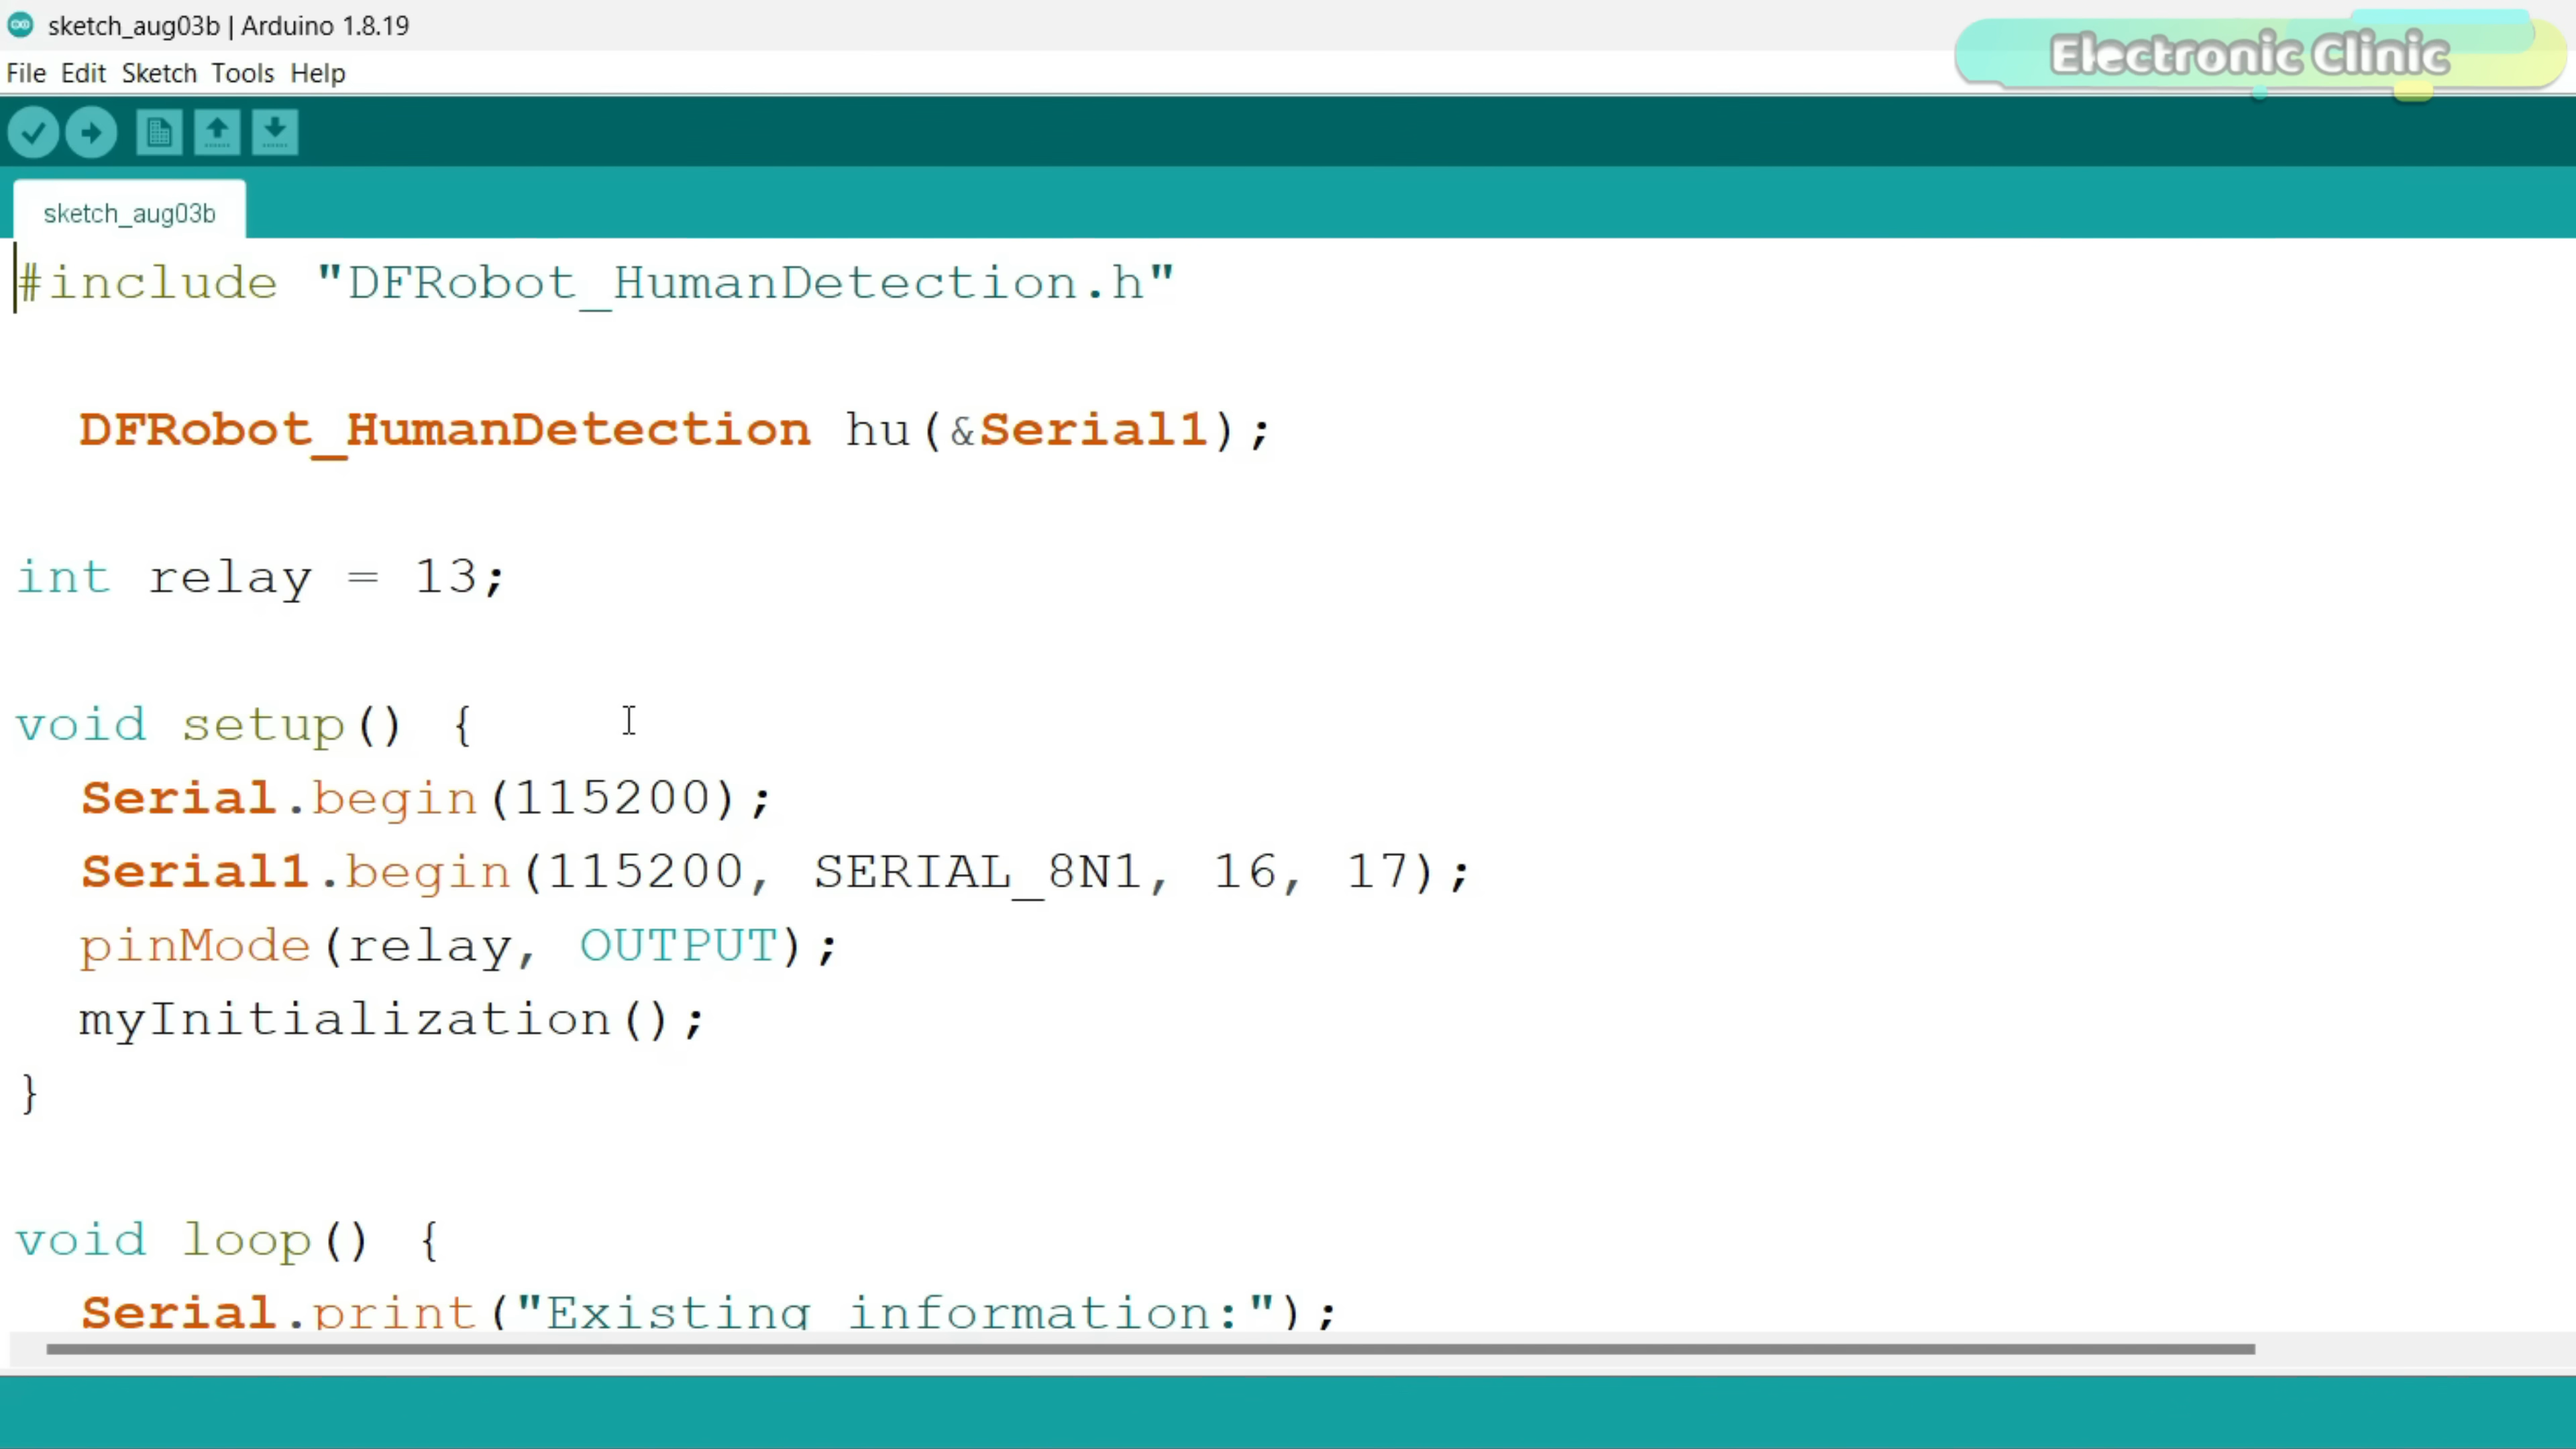 sketch_aug03b | Arduino 1.8.19
Electronic Clinic
File Edit Sketch Tools Help
sketch_aug03b
#include "DFRobot_HumanDetection.h"
DFRobot_HumanDetection hu(&Serial1);
int relay = 13;
void setup() {
Serial.begin(115200);
Serial1.begin(115200, SERIAL_8N1, 16, 17);
pinMode(relay, OUTPUT);
myInitialization();
}
void loop() {
Serial.print("Existing information:");